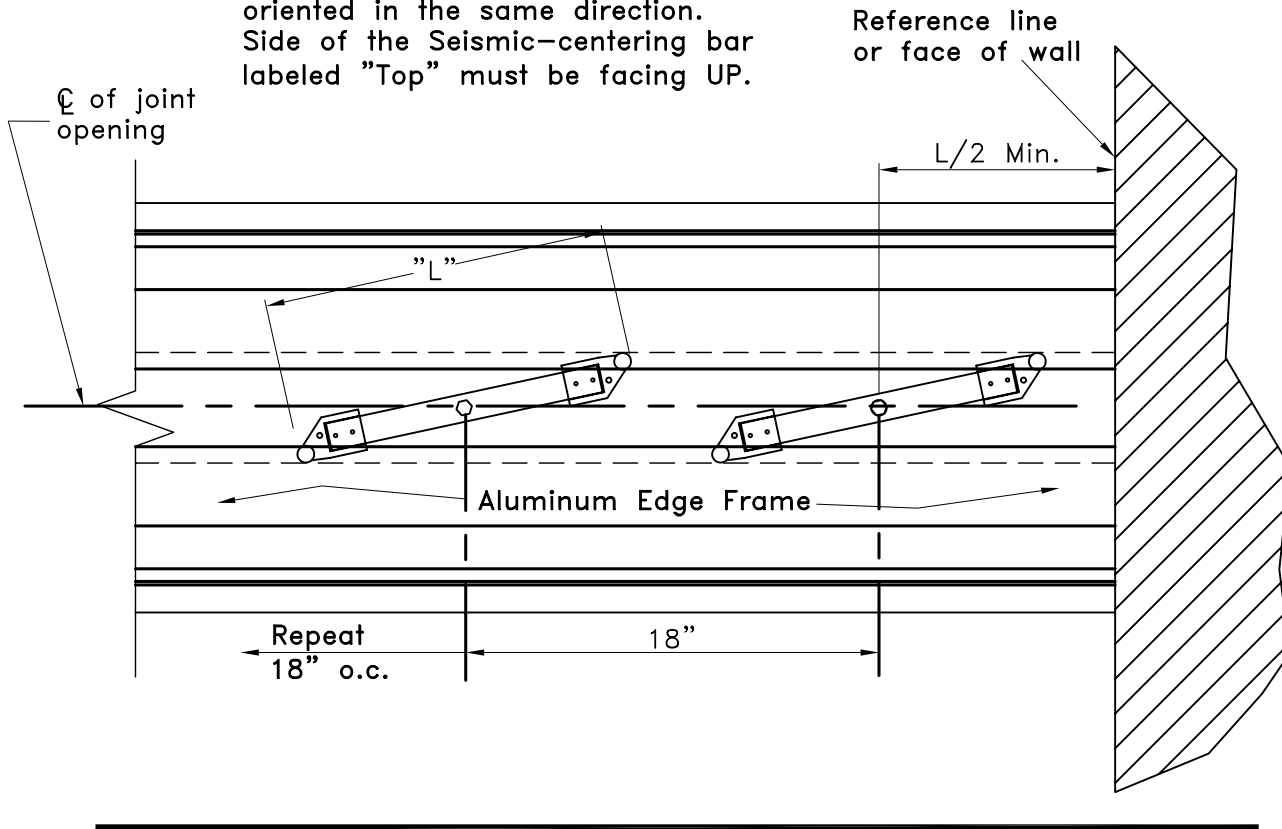 oriented in the same direction.
Side of the Seismic-centering bar
labeled "Top" must be facing UP.
Reference line
or face of wall
℄ of joint
opening
L/2 Min.
"L"
Aluminum Edge Frame
Repeat
18" o.c.
18"